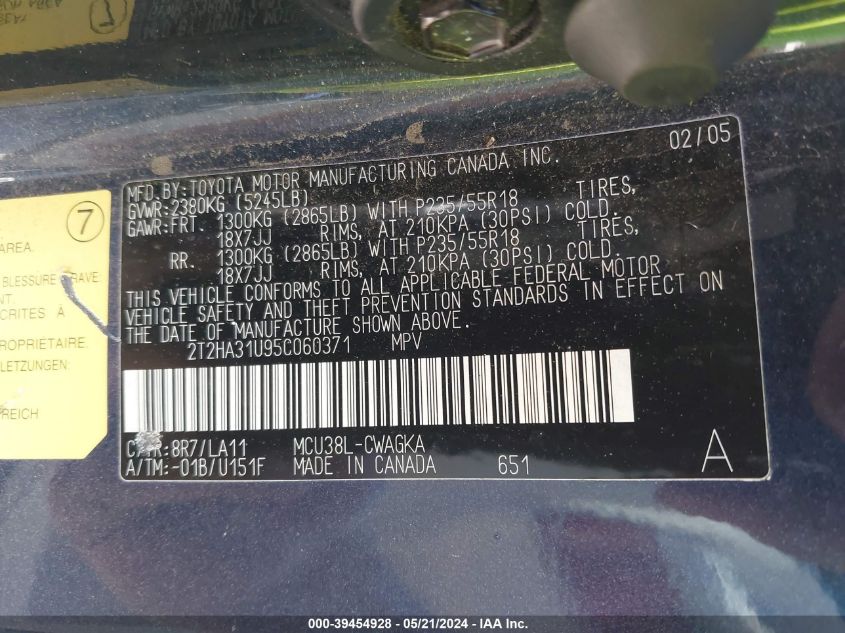 02/05
MFD.BY:TOYOTA MOTOR MANUFACTURING CANADA INC.
GVWR:2380KG (5245LB)
GAWR:FRT. 1300KG (2865LB) WITH P235/55R18 TIRES,
18X7JJ RIMS, AT 210KPA (30PSI) COLD.
RR. 1300KG (2865LB) WITH P235/55R18 TIRES,
18X7JJ RIMS, AT 210KPA (30PSI) COLD.
THIS VEHICLE CONFORMS TO ALL APPLICABLE FEDERAL MOTOR
VEHICLE SAFETY AND THEFT PREVENTION STANDARDS IN EFFECT ON
THE DATE OF MANUFACTURE SHOWN ABOVE.
2T2HA31U95C060371 MPV
8R7/LA11 MCU38L-CWAGKA
A/TM:-01B/U151F MADE IN CANADA 651 A
7
AREA.
BLESSURE GRAVE
CRITES À
PROPRIÉTAIRE.
LETZUNGEN.
REICH
000-39454928 - 05/21/2024 - IAA Inc.